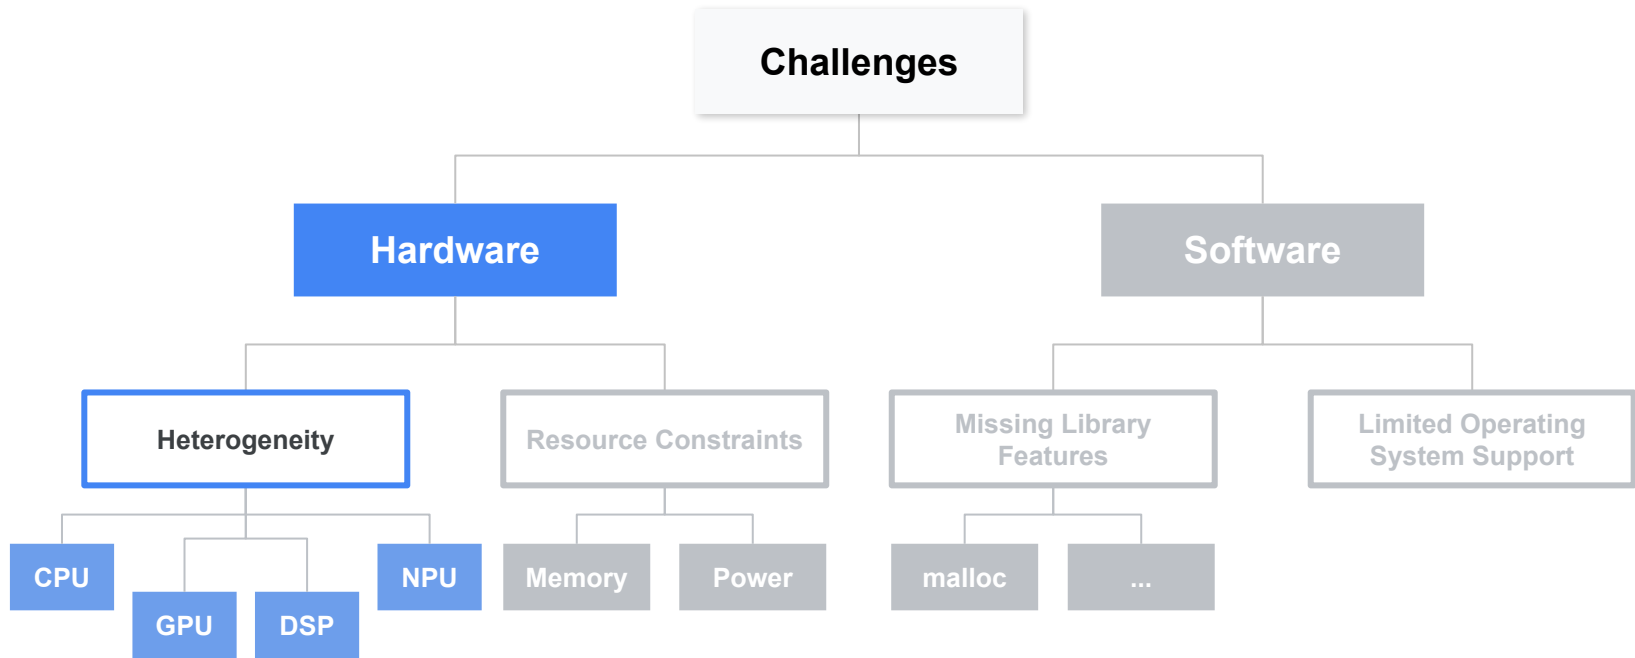 Challenges
Hardware
Software
Heterogeneity
Resource Constraints
Missing Library
Features
Limited Operating
System Support
CPU
GPU
DSP
NPU
Memory
Power
malloc
...